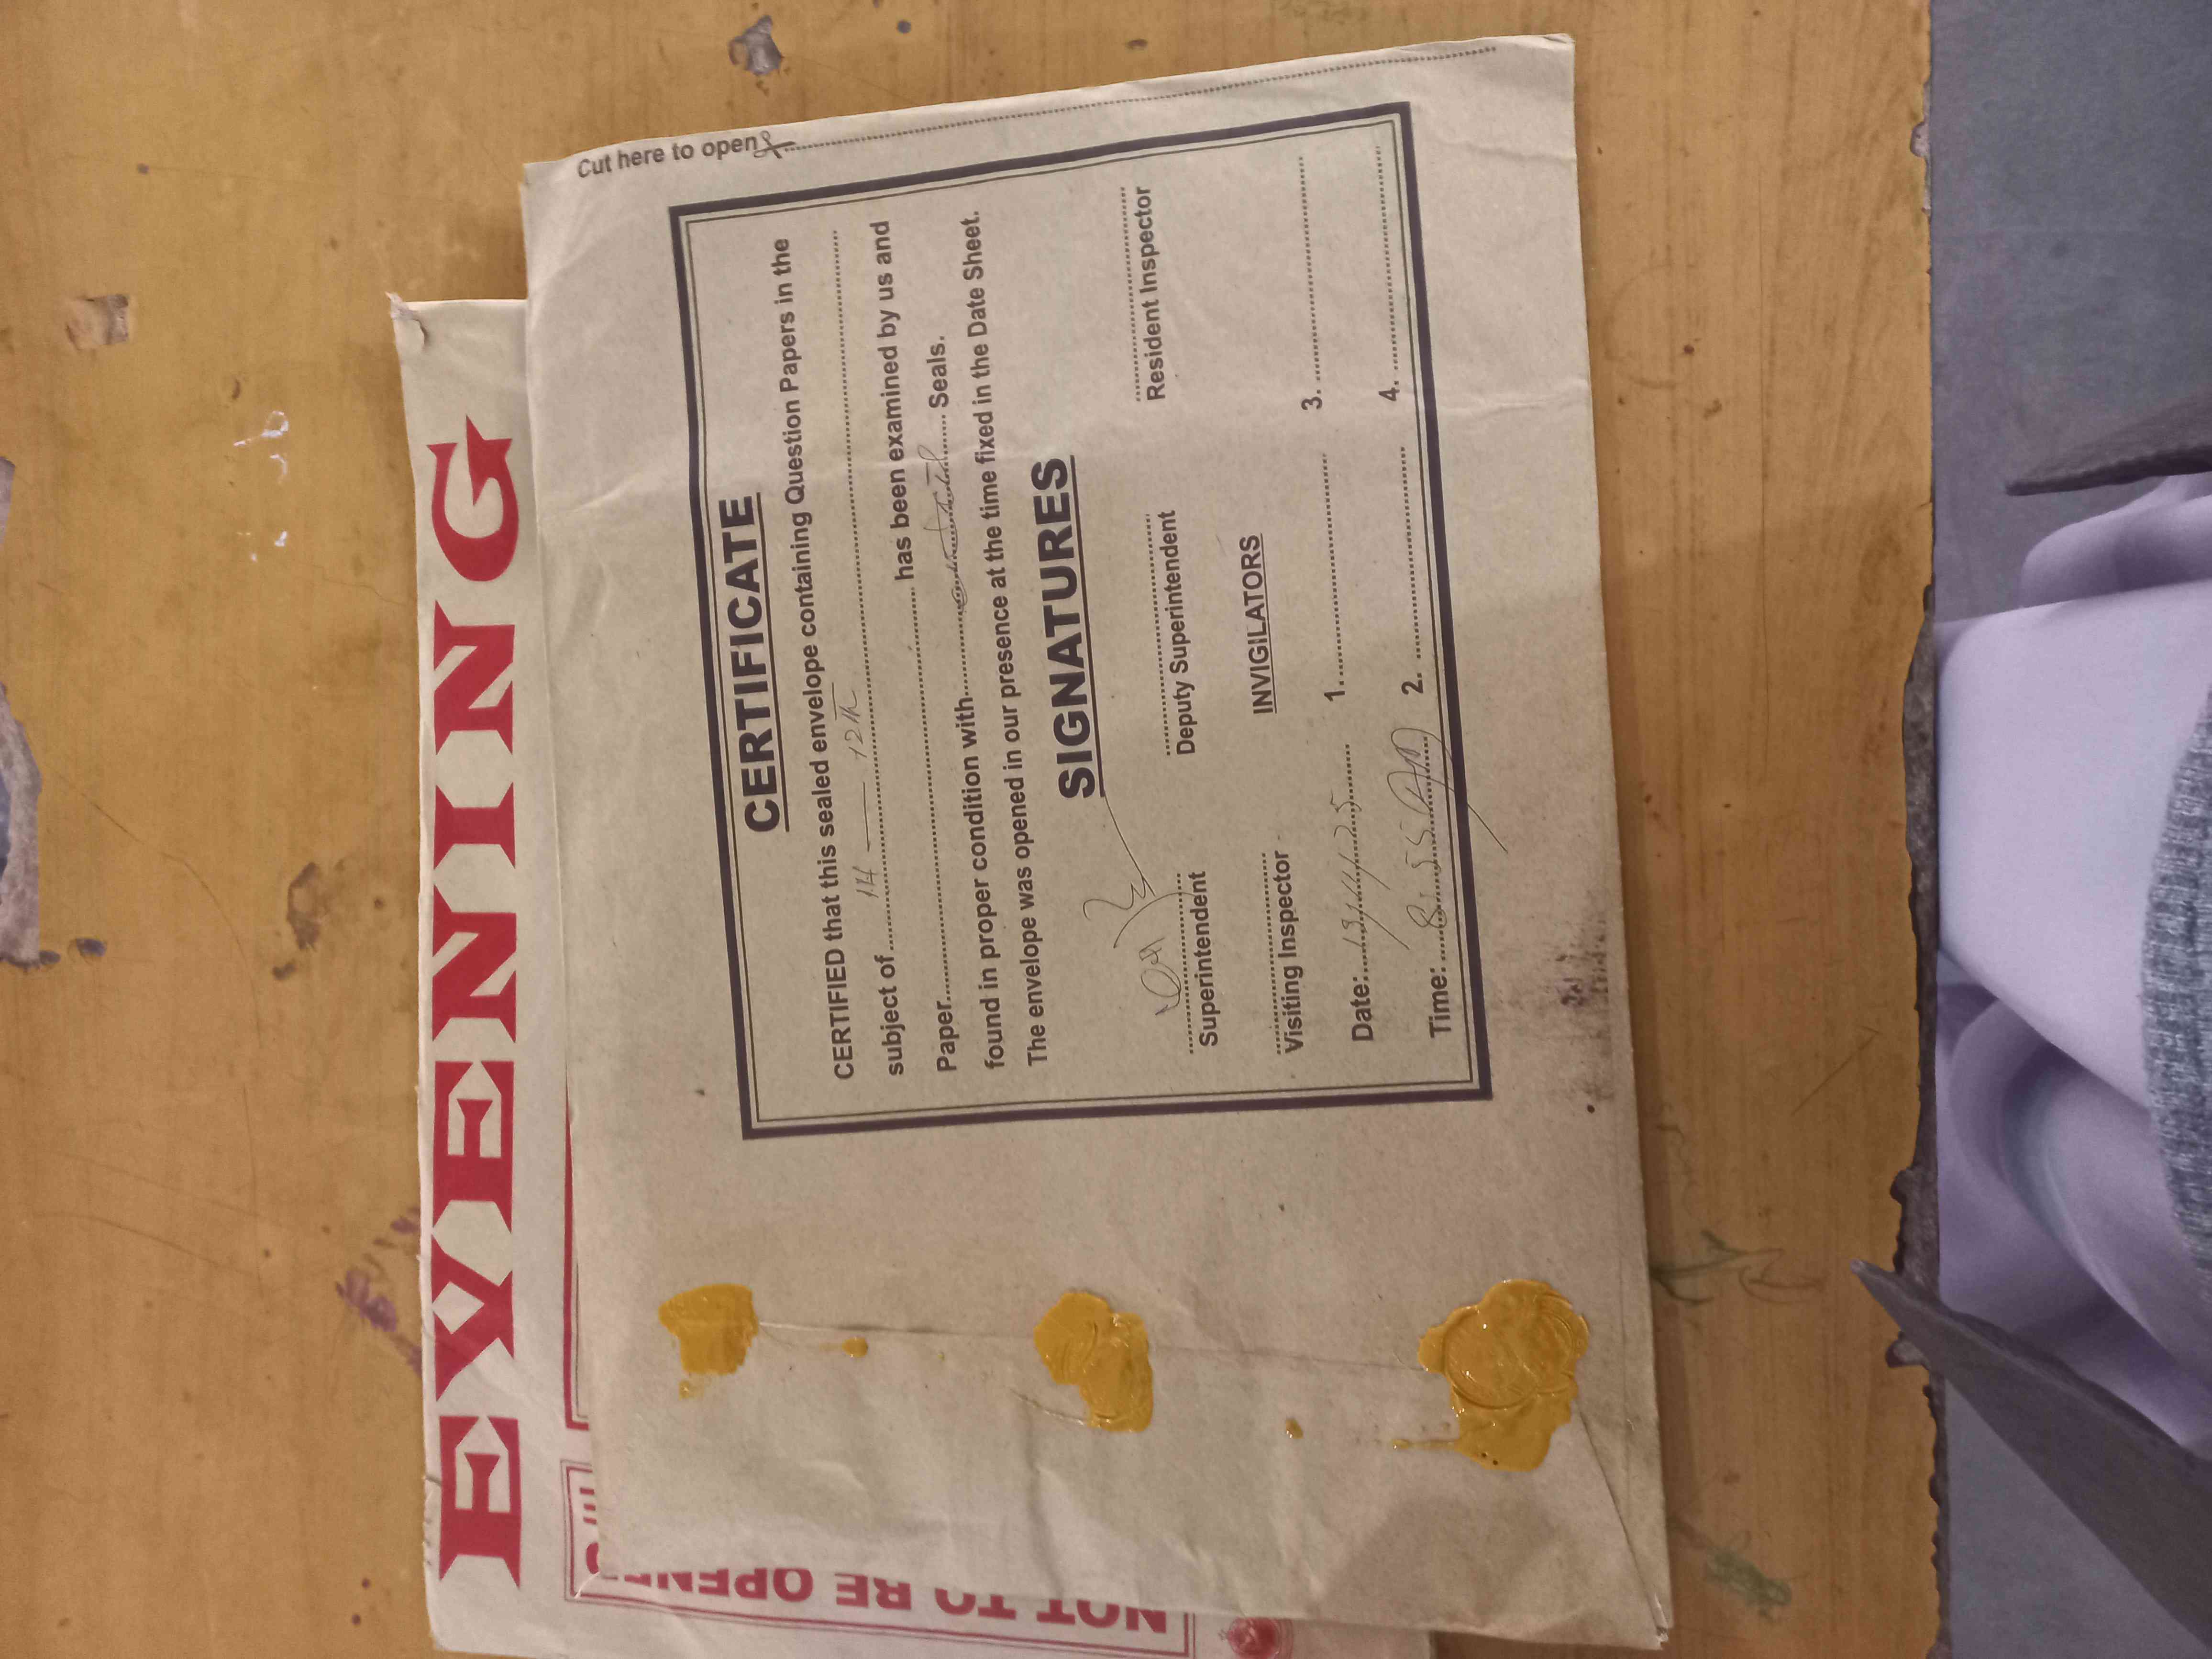 EVENING
NOT TO BE OPENE
Cut here to open
CERTIFICATE
CERTIFIED that this sealed envelope containing Question Papers in the
subject of 12th
has been examined by us and
Paper
found in proper condition with Seals.
The envelope was opened in our presence at the time fixed in the Date Sheet.
SIGNATURES
Superintendent Deputy Superintendent Resident Inspector
INVIGILATORS
Visiting Inspector
1. 3.
Date:
Time: 8:55 2. 4.